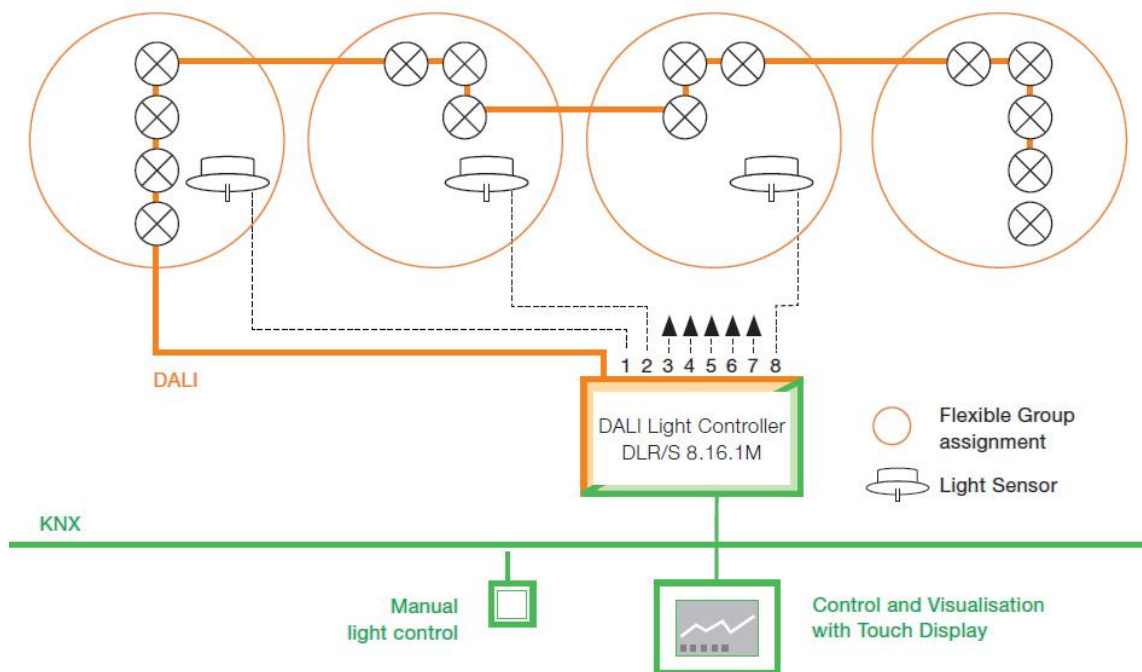 1 2 3 4 5 6 7 8
DALI
DALI Light Controller
DLR/S 8.16.1M
Flexible Group
assignment
Light Sensor
KNX
Manual
light control
Control and Visualisation
with Touch Display